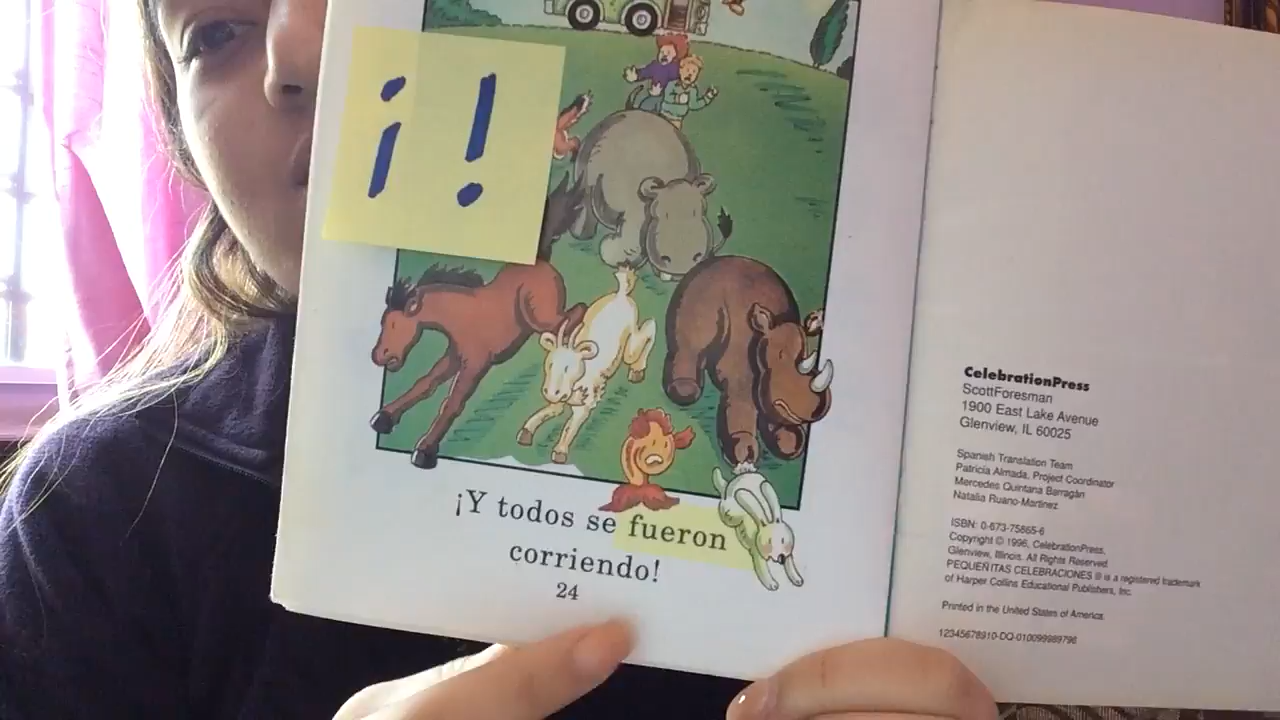 ¡ !
¡Y todos se fueron
corriendo!
24
CelebrationPress
ScottForesman
1900 East Lake Avenue
Glenview, IL 60025
Spanish Translation Team
Patricia Almada, Project Coordinator
Mercedes Quintana Barragán
Natalia Ruano-Martinez
ISBN: 0-673-75865-6
Copyright © 1996, CelebrationPress,
Glenview, Illinois. All Rights Reserved
PEQUEÑITAS CELEBRACIONES ® is a registered trademark
of Harper Collins Educational Publishers, Inc.
Printed in the United States of America.
12345678910-DQ-010099989796